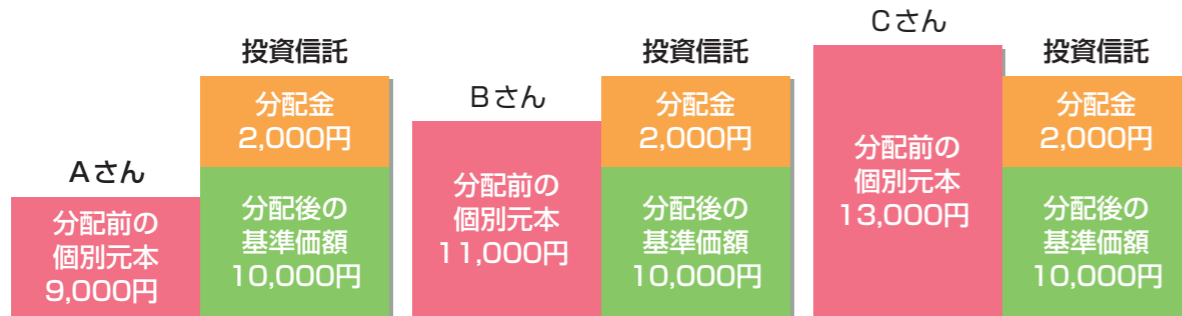 Aさん
分配前の
個別元本
9,000円
投資信託
分配金
2,000円
分配後の
基準価額
10,000円
Bさん
分配前の
個別元本
11,000円
投資信託
分配金
2,000円
分配後の
基準価額
10,000円
Cさん
分配前の
個別元本
13,000円
投資信託
分配金
2,000円
分配後の
基準価額
10,000円